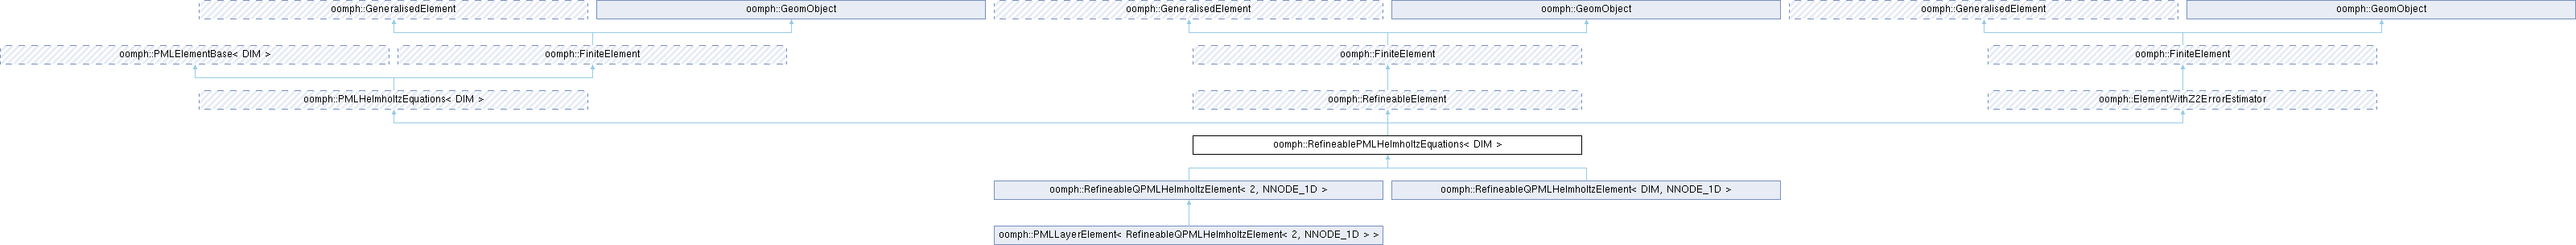 oomph::GeneralisedElement
oomph::GeomObject
oomph::GeneralisedElement
oomph::GeomObject
oomph::GeneralisedElement
oomph::GeomObject
oomph::PMLElementBase< DIM >
oomph::FiniteElement
oomph::FiniteElement
oomph::FiniteElement
oomph::PMLHelmholtzEquations< DIM >
oomph::RefineableElement
oomph::ElementWithZ2ErrorEstimator
oomph::RefineablePMLHelmholtzEquations< DIM >
oomph::RefineableQPMLHelmholtzElement< 2, NNODE_1D >
oomph::RefineableQPMLHelmholtzElement< DIM, NNODE_1D >
oomph::PMLLayerElement< RefineableQPMLHelmholtzElement< 2, NNODE_1D > >